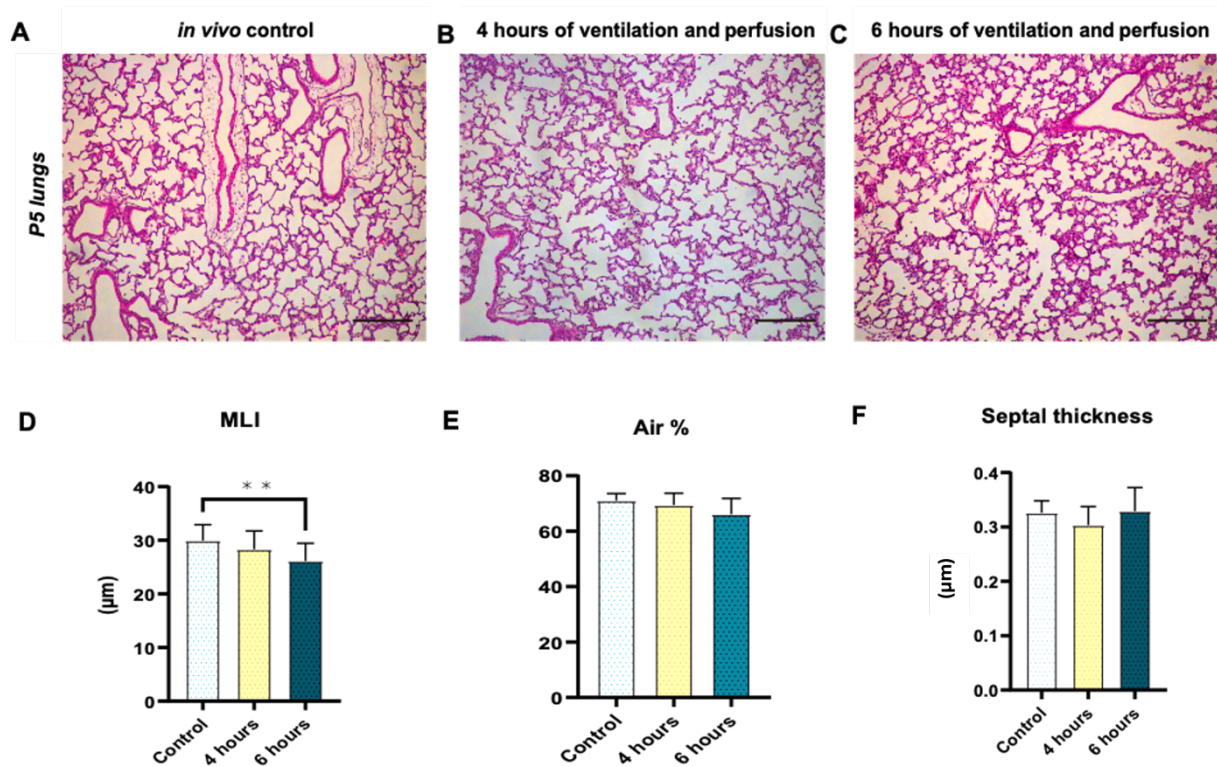 A
in vivo control
B
4 hours of ventilation and perfusion
C
6 hours of ventilation and perfusion
P5 lungs
D
MLI
E
Air %
F
Septal thickness
40
30
20
10
0
(µm)
* *
Control
4 hours
6 hours
80
60
40
20
0
Control
4 hours
6 hours
0.4
0.3
0.2
0.1
0.0
(µm)
Control
4 hours
6 hours